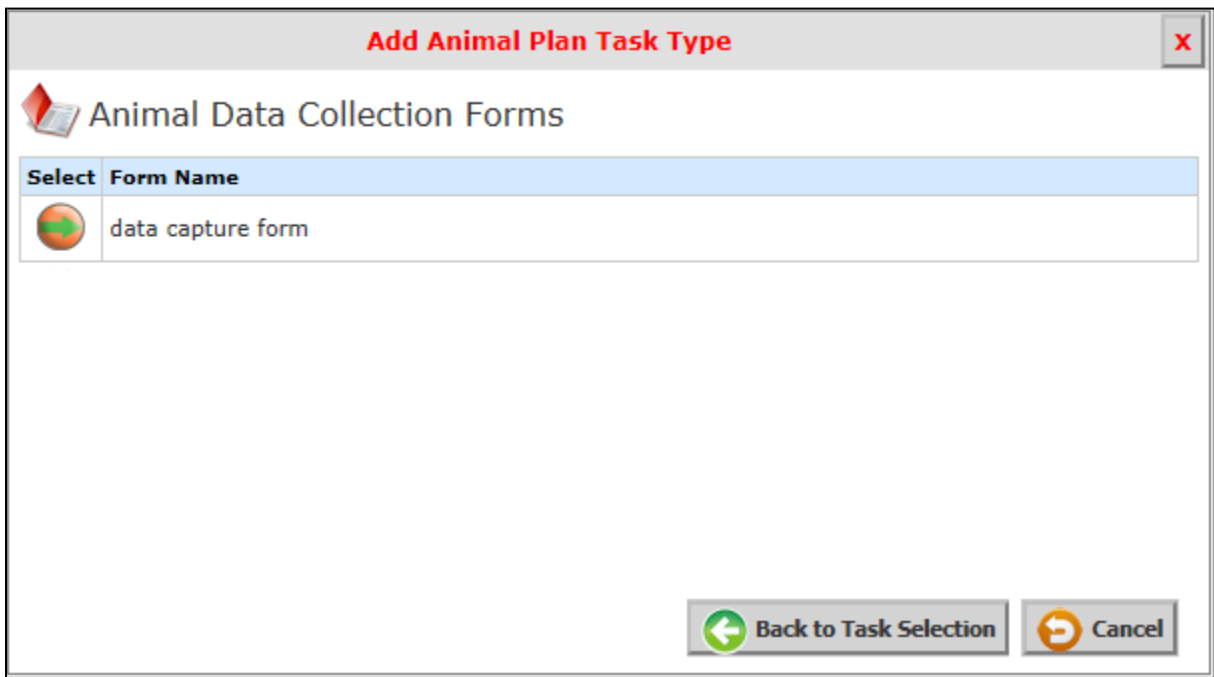 Add Animal Plan Task Type
x
Animal Data Collection Forms
Select Form Name
data capture form
Back to Task Selection Cancel